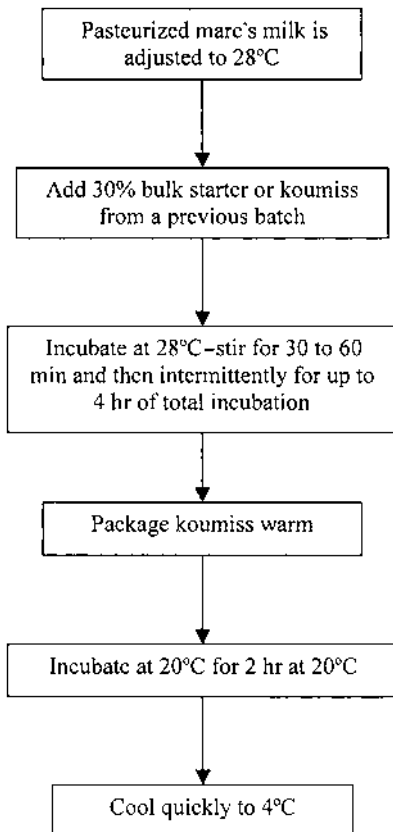 Pasteurized mare's milk is
adjusted to 28°C
Add 30% bulk starter or koumiss
from a previous batch
Incubate at 28°C–stir for 30 to 60
min and then intermittently for up to
4 hr of total incubation
Package koumiss warm
Incubate at 20°C for 2 hr at 20°C
Cool quickly to 4°C